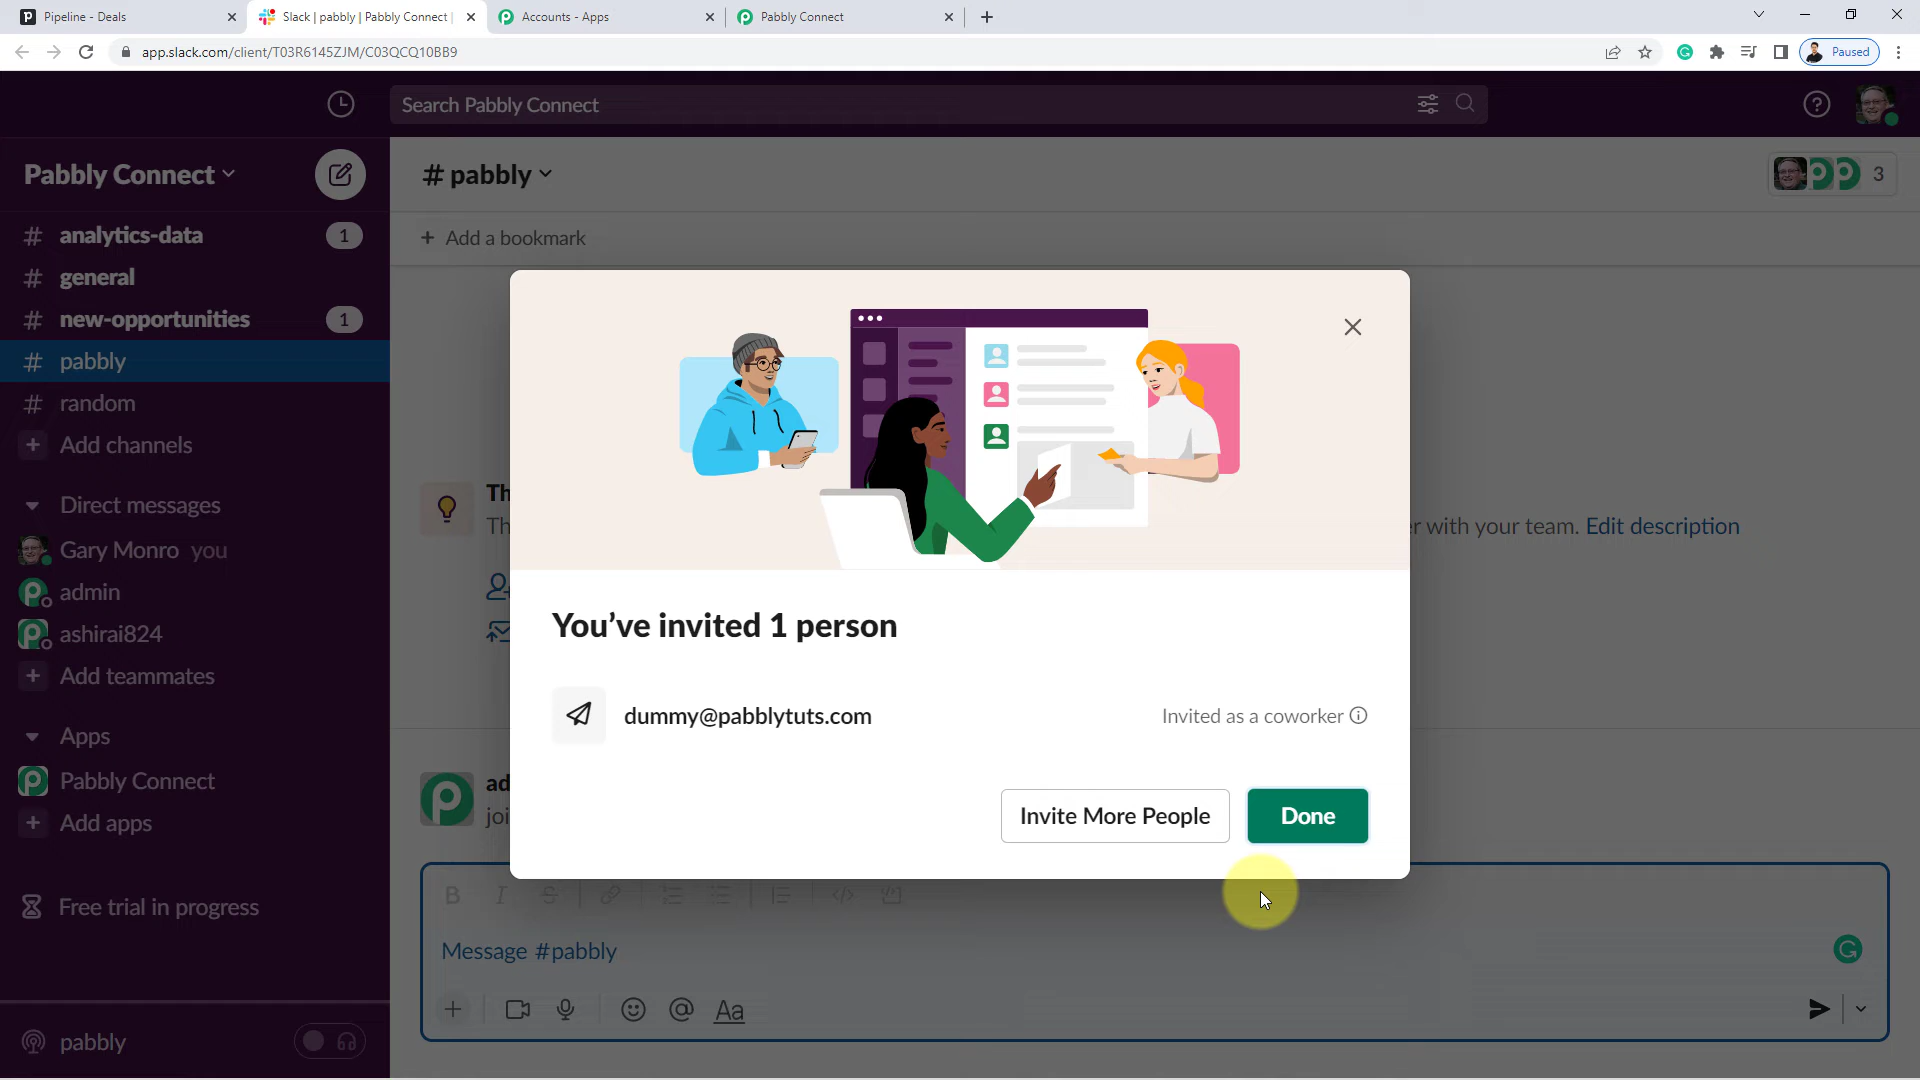 Pipeline - Deals
Slack | pabbly | Pabbly Connect |
Accounts - Apps
Pabbly Connect
app.slack.com/client/T03R6145ZJM/C03QCQ10BB9
Paused
Search Pabbly Connect
Pabbly Connect
# pabbly
3
# analytics-data 1
+ Add a bookmark
# general
# new-opportunities 1
# pabbly
# random
+ Add channels
Direct messages
Th
Th
er with your team. Edit description
Gary Monro you
admin
ashirai824
+ Add teammates
You’ve invited 1 person
dummy@pabblytuts.com
Invited as a coworker
Apps
Pabbly Connect
+ Add apps
ad
joi
Invite More People
Done
Free trial in progress
B I S
Message #pabbly
+ @ Aa
pabbly